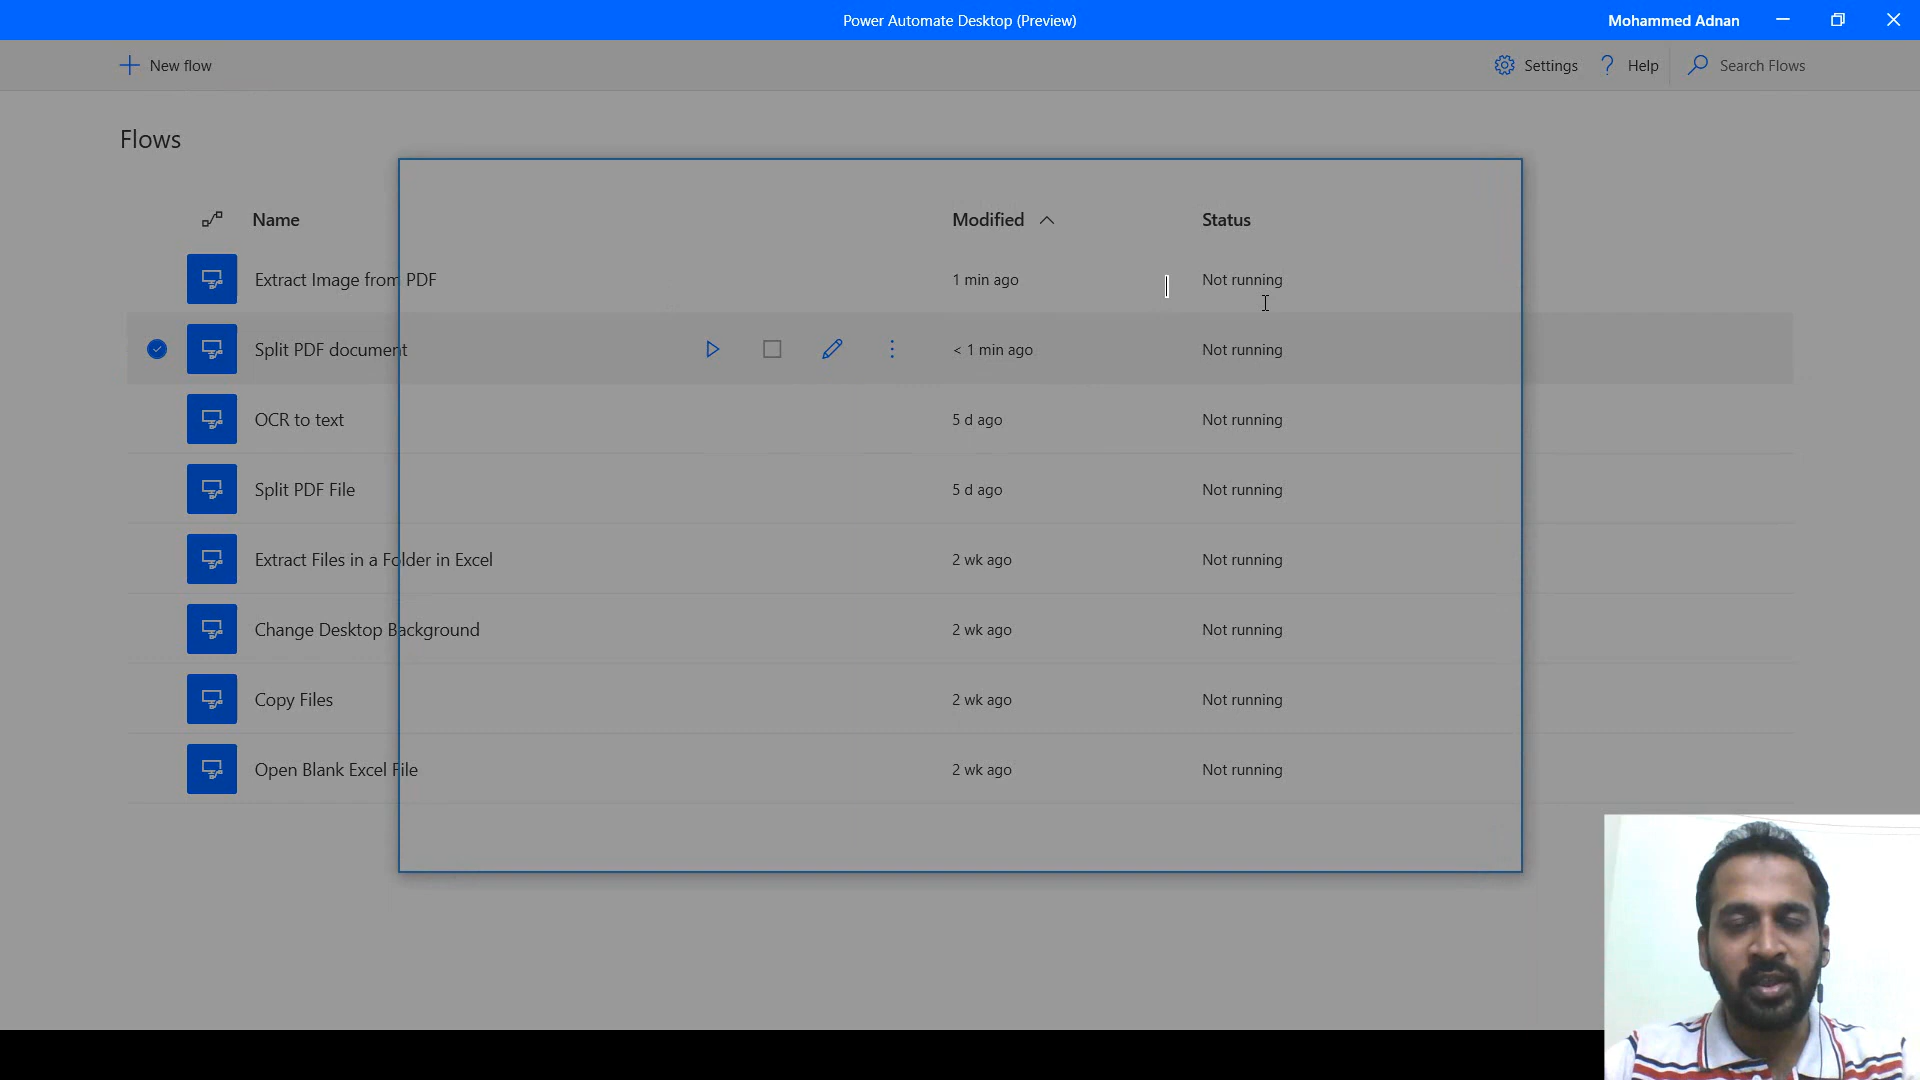 Power Automate Desktop (Preview)
Mohammed Adnan
New flow
Settings
Help
Search Flows
Flows
Name
Modified
Status
Extract Image from PDF
1 min ago
Not running
Split PDF document
< 1 min ago
Not running
OCR to text
5 d ago
Not running
Split PDF File
5 d ago
Not running
Extract Files in a Folder in Excel
2 wk ago
Not running
Change Desktop Background
2 wk ago
Not running
Copy Files
2 wk ago
Not running
Open Blank Excel File
2 wk ago
Not running